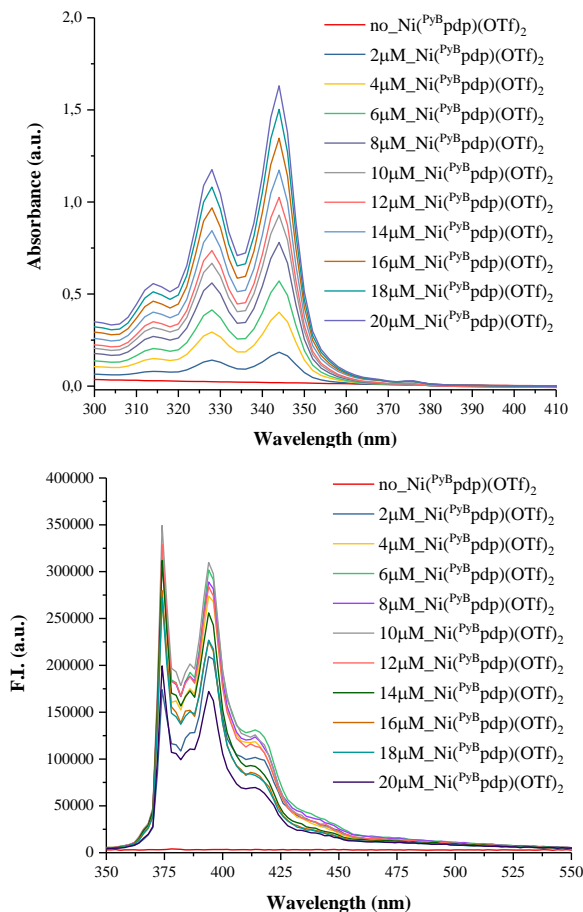 2,0
1,5
1,0
0,5
0,0
Absorbance (a.u.)
no_Ni(PyBpdp)(OTf)2
2μM_Ni(PyBpdp)(OTf)2
4μM_Ni(PyBpdp)(OTf)2
6μM_Ni(PyBpdp)(OTf)2
8μM_Ni(PyBpdp)(OTf)2
10μM_Ni(PyBpdp)(OTf)2
12μM_Ni(PyBpdp)(OTf)2
14μM_Ni(PyBpdp)(OTf)2
16μM_Ni(PyBpdp)(OTf)2
18μM_Ni(PyBpdp)(OTf)2
20μM_Ni(PyBpdp)(OTf)2
300 310 320 330 340 350 360 370 380 390 400 410
Wavelength (nm)
400000
350000
300000
250000
200000
150000
100000
50000
0
F.I. (a.u.)
no_Ni(PyBpdp)(OTf)2
2μM_Ni(PyBpdp)(OTf)2
4μM_Ni(PyBpdp)(OTf)2
6μM_Ni(PyBpdp)(OTf)2
8μM_Ni(PyBpdp)(OTf)2
10μM_Ni(PyBpdp)(OTf)2
12μM_Ni(PyBpdp)(OTf)2
14μM_Ni(PyBpdp)(OTf)2
16μM_Ni(PyBpdp)(OTf)2
18μM_Ni(PyBpdp)(OTf)2
20μM_Ni(PyBpdp)(OTf)2
350 375 400 425 450 475 500 525 550
Wavelength (nm)